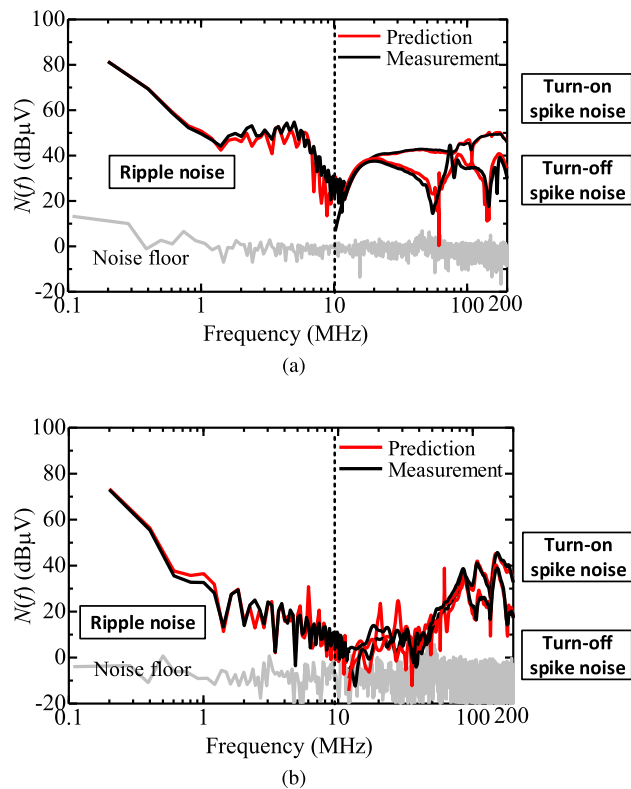 100
80
60
40
20
0
-20
N(f) (dBµV)
Prediction
Measurement
Ripple noise
Noise floor
Turn-on
spike noise
Turn-off
spike noise
0.1
1
10
100
200
Frequency (MHz)
(a)
100
80
60
40
20
0
-20
N(f) (dBµV)
Prediction
Measurement
Ripple noise
Noise floor
Turn-on
spike noise
Turn-off
spike noise
0.1
1
10
100
200
Frequency (MHz)
(b)